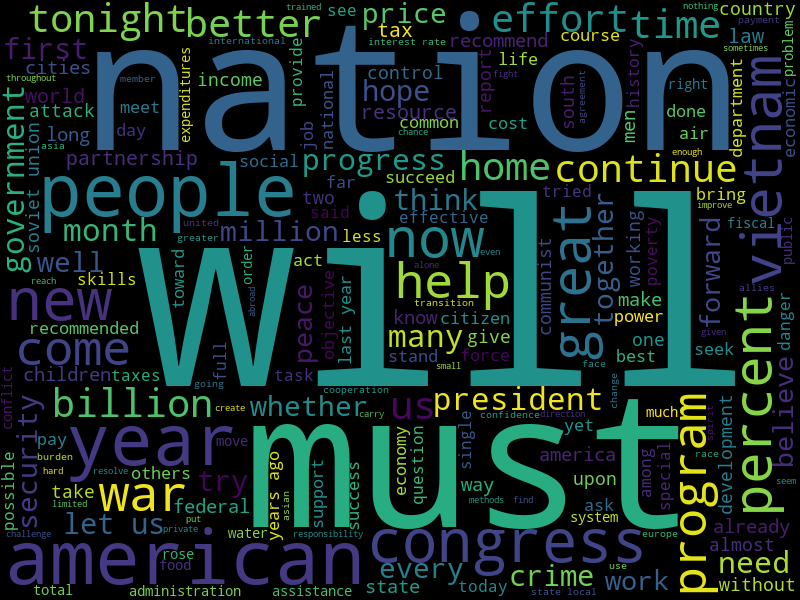 tonight
better
effort
time
price
tax
recommend
see
trained
nothing
payment
sometimes
country
law
course
problem
economic
first
cities
international
interest rate
life
throughout
nation
income
control
hope
resource
common
chance
provide
national
job
report
fight
agreement
south
history
men
right
done
air
department
enough
world
attack
member
expenditures
meet
day
long
asia
partnership
social
two
far
said
progress
succeed
cost
home
continue
bring
improve
vietnam
government
soviet union
people
united
greater
month
million
less
think
effective
now
even
tried
together
working
poverty
forward
fiscal
public
allies
danger
well
skills
toward
order
abroad
act
last year
objective
peace
alone
help
transition
know
citizen
give
communist
great
make
power
one
best
seek
given
percent
reach
new
will
many
stand
force
small
face
change
recommended
come
full
going
task
cooperation
children
taxes
conflict
security
billion
create
whether
carry
us
president
confidence
direction
much
spirit
race
believe
seem
program
development
year
pay
burden
hard
resolve
move
must
economy
question
single
yet
america
among
special
possible
take
others
try
war
limited
years ago
asian
support
success
way
upon
methods
find
ask
system
already
almost
let us
put
federal
water
challenge
private
rose
food
responsibility
congress
europe
need
without
american
every
state
today
crime
use
work
state local
total
administration
assistance